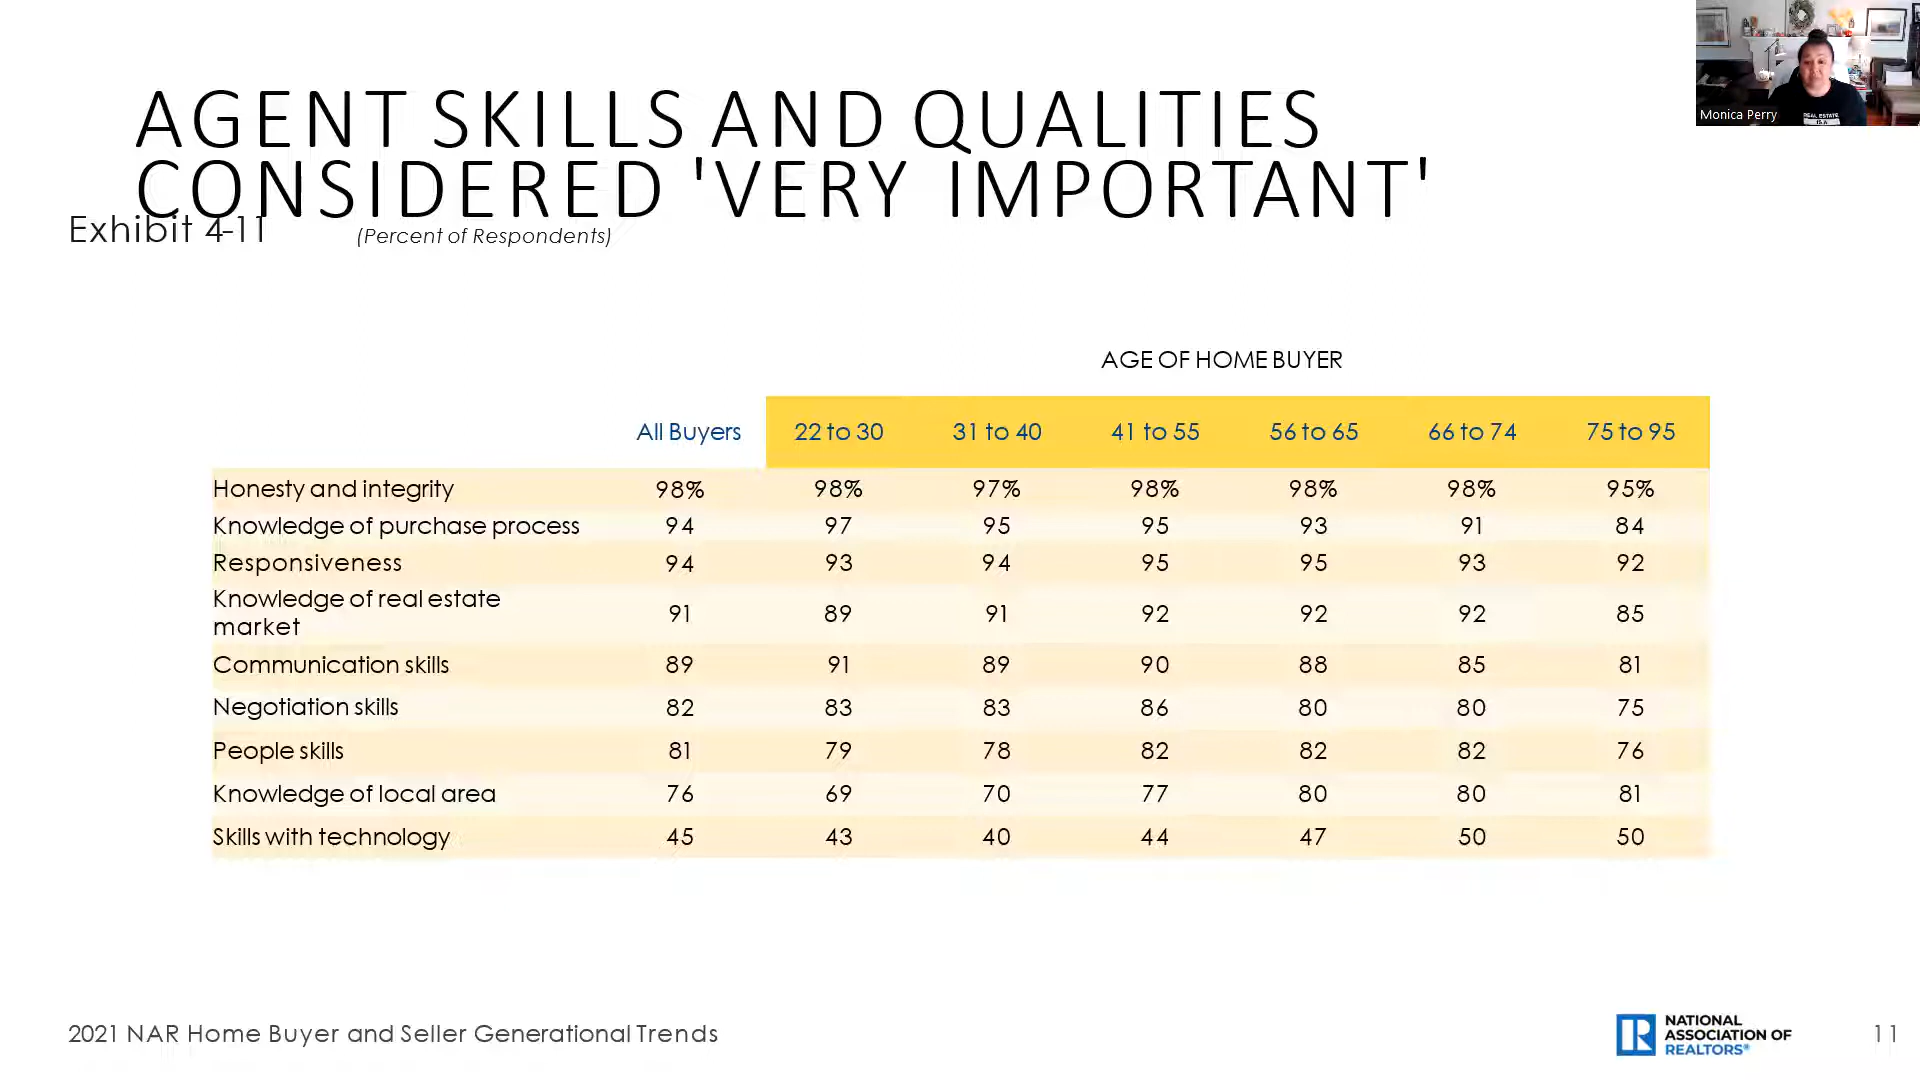 Monica Perry
REAL ESTATE
IS A
AGENT SKILLS AND QUALITIES
CONSIDERED 'VERY IMPORTANT'
Exhibit 4-11 (Percent of Respondents)
AGE OF HOME BUYER
All Buyers 22 to 30 31 to 40 41 to 55 56 to 65 66 to 74 75 to 95
Honesty and integrity 98% 98% 97% 98% 98% 98% 95%
Knowledge of purchase process 94 97 95 95 93 91 84
Responsiveness 94 93 94 95 95 93 92
Knowledge of real estate
market 91 89 91 92 92 92 85
Communication skills 89 91 89 90 88 85 81
Negotiation skills 82 83 83 86 80 80 75
People skills 81 79 78 82 82 82 76
Knowledge of local area 76 69 70 77 80 80 81
Skills with technology 45 43 40 44 47 50 50
2021 NAR Home Buyer and Seller Generational Trends
NATIONAL
ASSOCIATION OF
REALTORS®
11